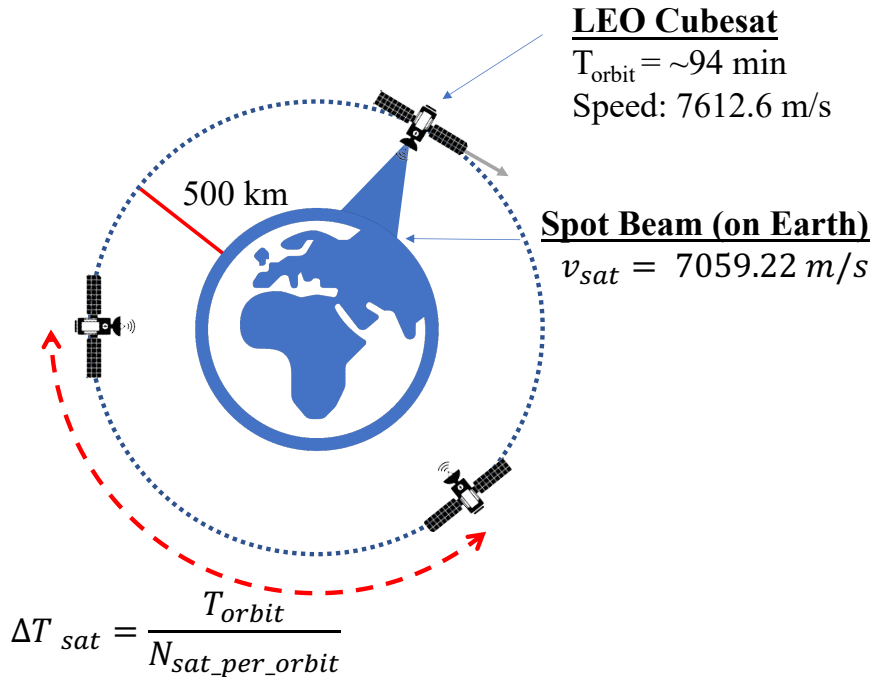 LEO Cubesat
T_orbit = ~94 min
Speed: 7612.6 m/s
500 km
Spot Beam (on Earth)
v_sat = 7059.22 m/s
ΔT_sat = T_orbit / N_sat_per_orbit